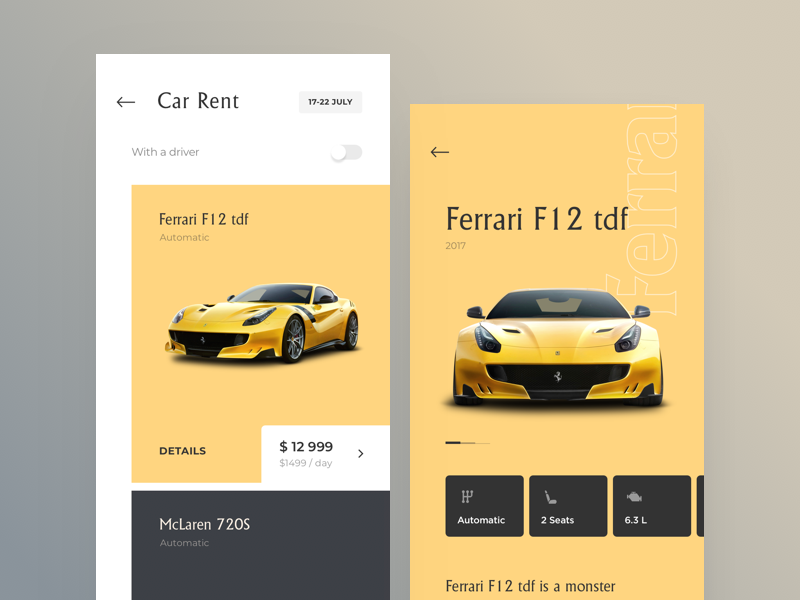 Car Rent
17-22 JULY
With a driver
Ferrari F12 tdf
Automatic
DETAILS
$ 12 999
$1499 / day
McLaren 720S
Automatic
Ferrar
Ferrari F12 tdf
2017
Automatic
2 Seats
6.3 L
Ferrari F12 tdf is a monster